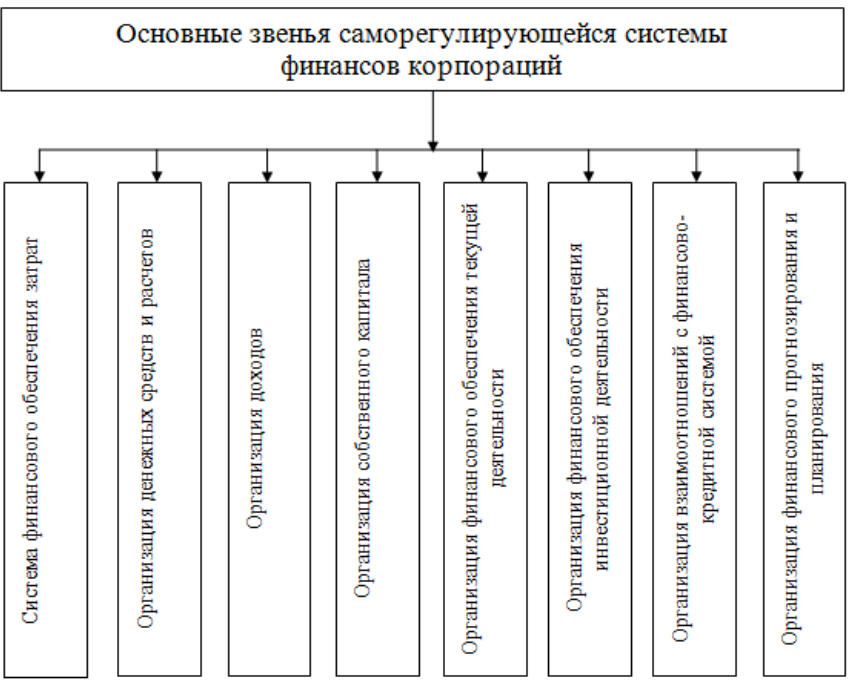 Основные звенья саморегулирующейся системы
финансов корпораций
Система финансового обеспечения затрат
Организация денежных средств и расчетов
Организация доходов
Организация собственного капитала
Организация финансового обеспечения текущей
деятельности
Организация финансового обеспечения
инвестиционной деятельности
Организация взаимоотношений с финансово-
кредитной системой
Организация финансового прогнозирования и
планирования